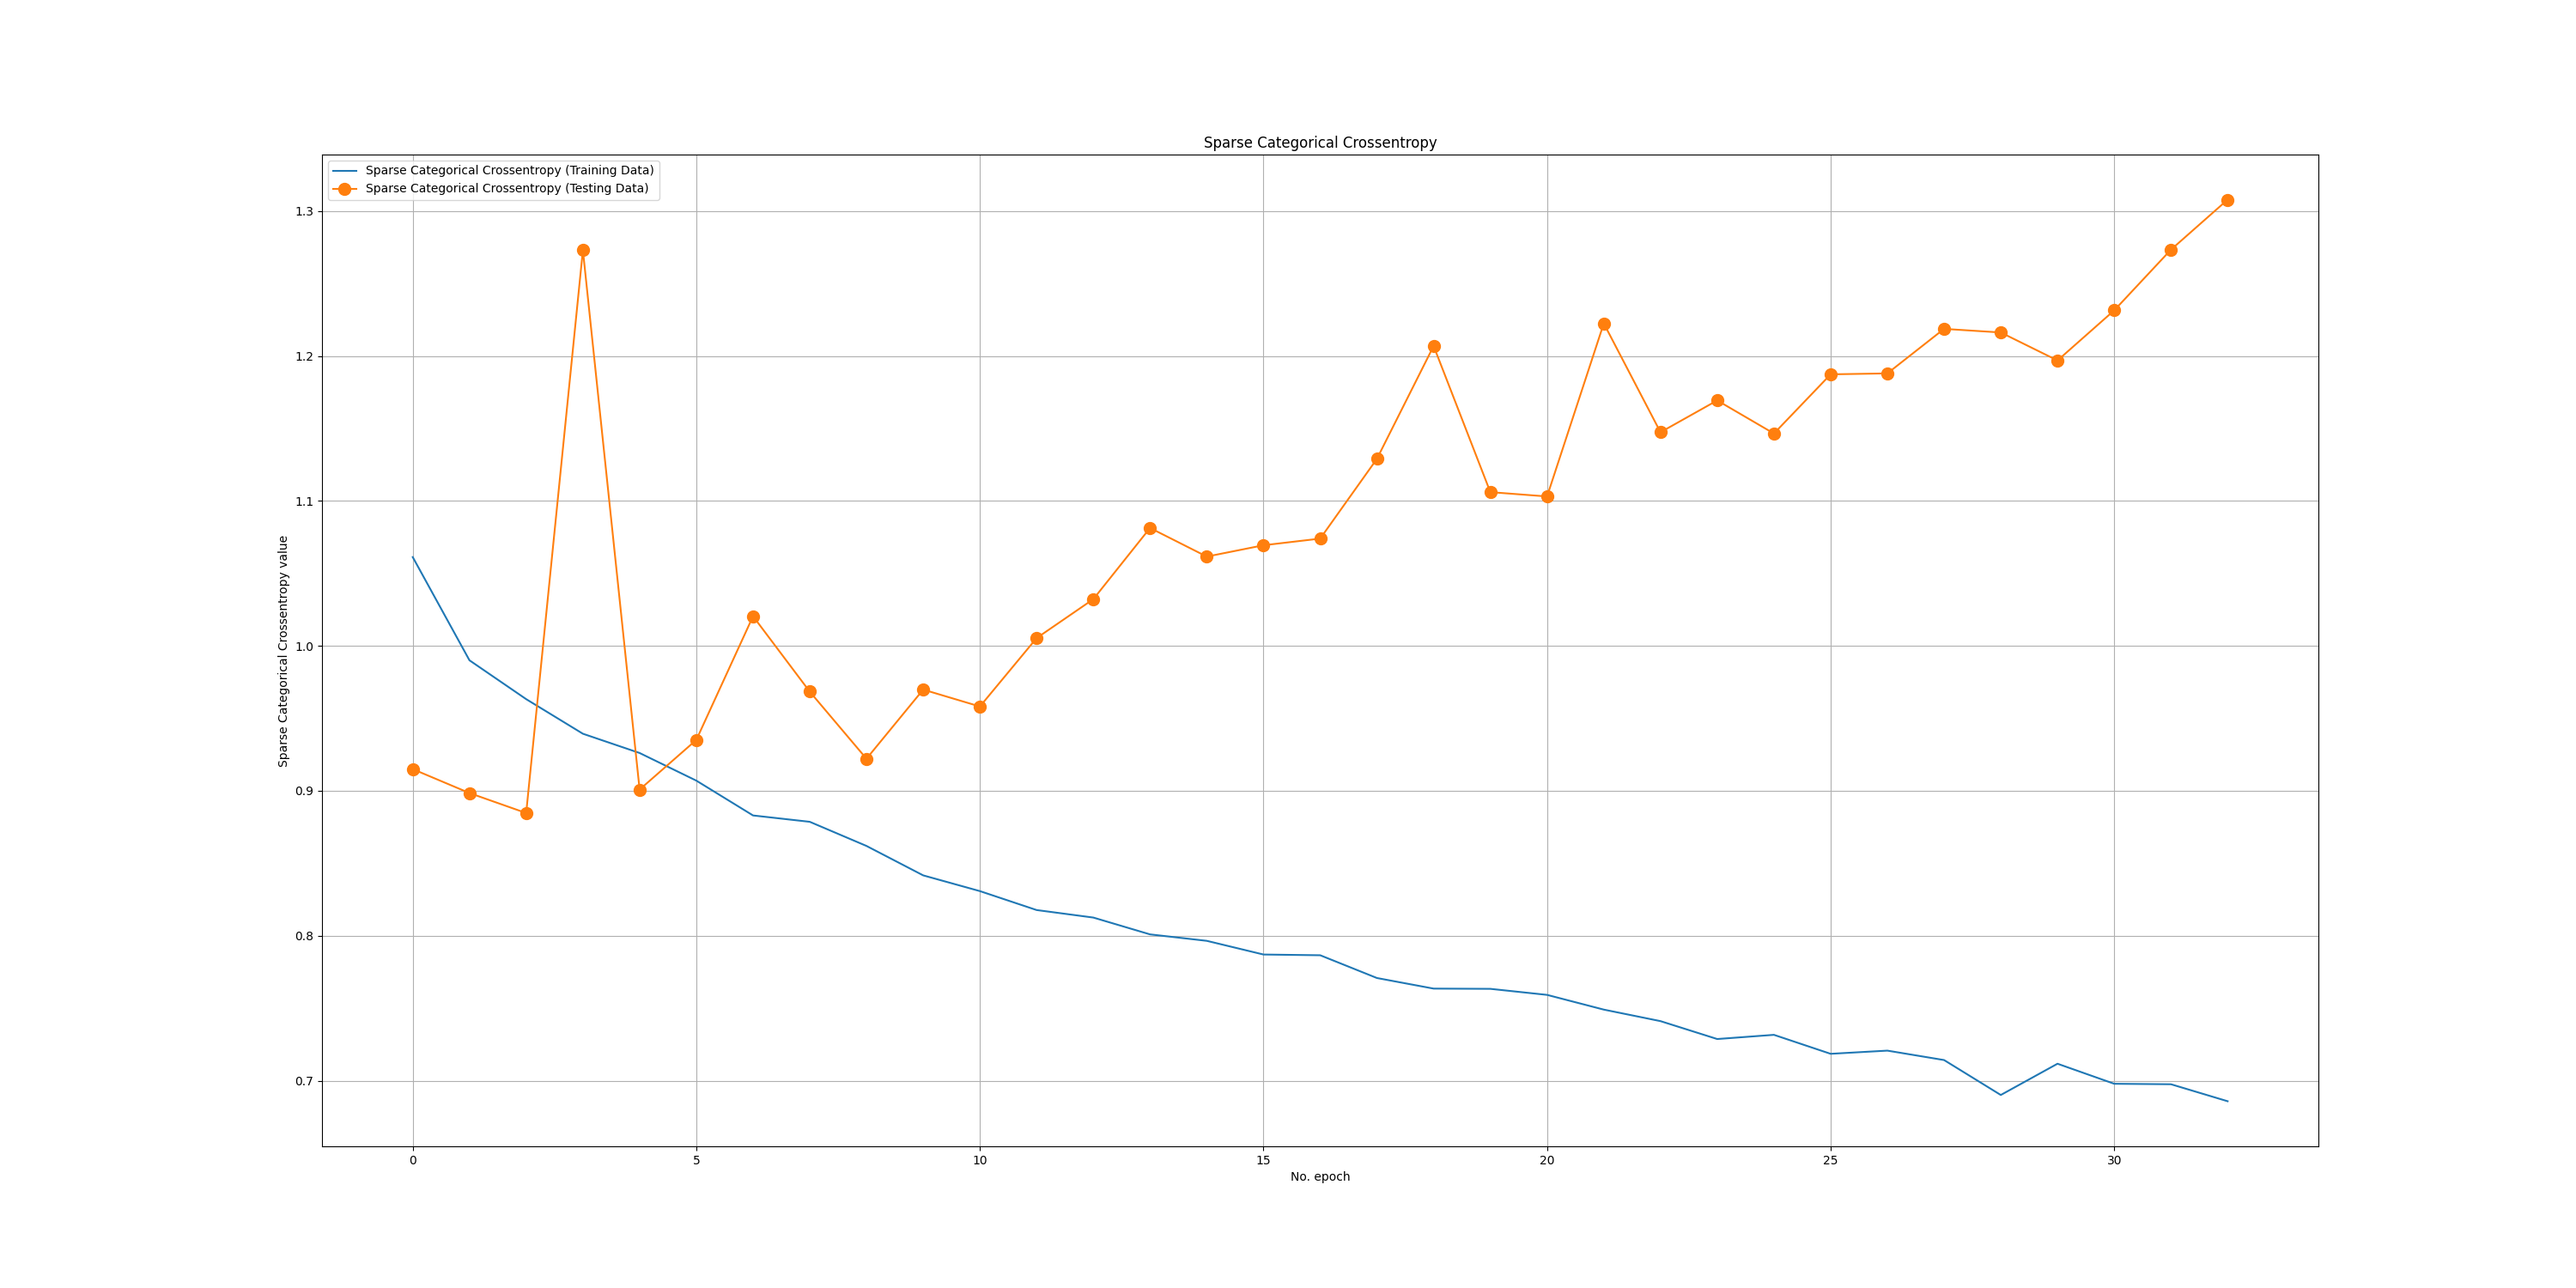 Sparse Categorical Crossentropy
Sparse Categorical Crossentropy (Training Data)
Sparse Categorical Crossentropy (Testing Data)
Sparse Categorical Crossentropy value
1.3
1.2
1.1
1.0
0.9
0.8
0.7
0 5 10 15 20 25 30
No. epoch